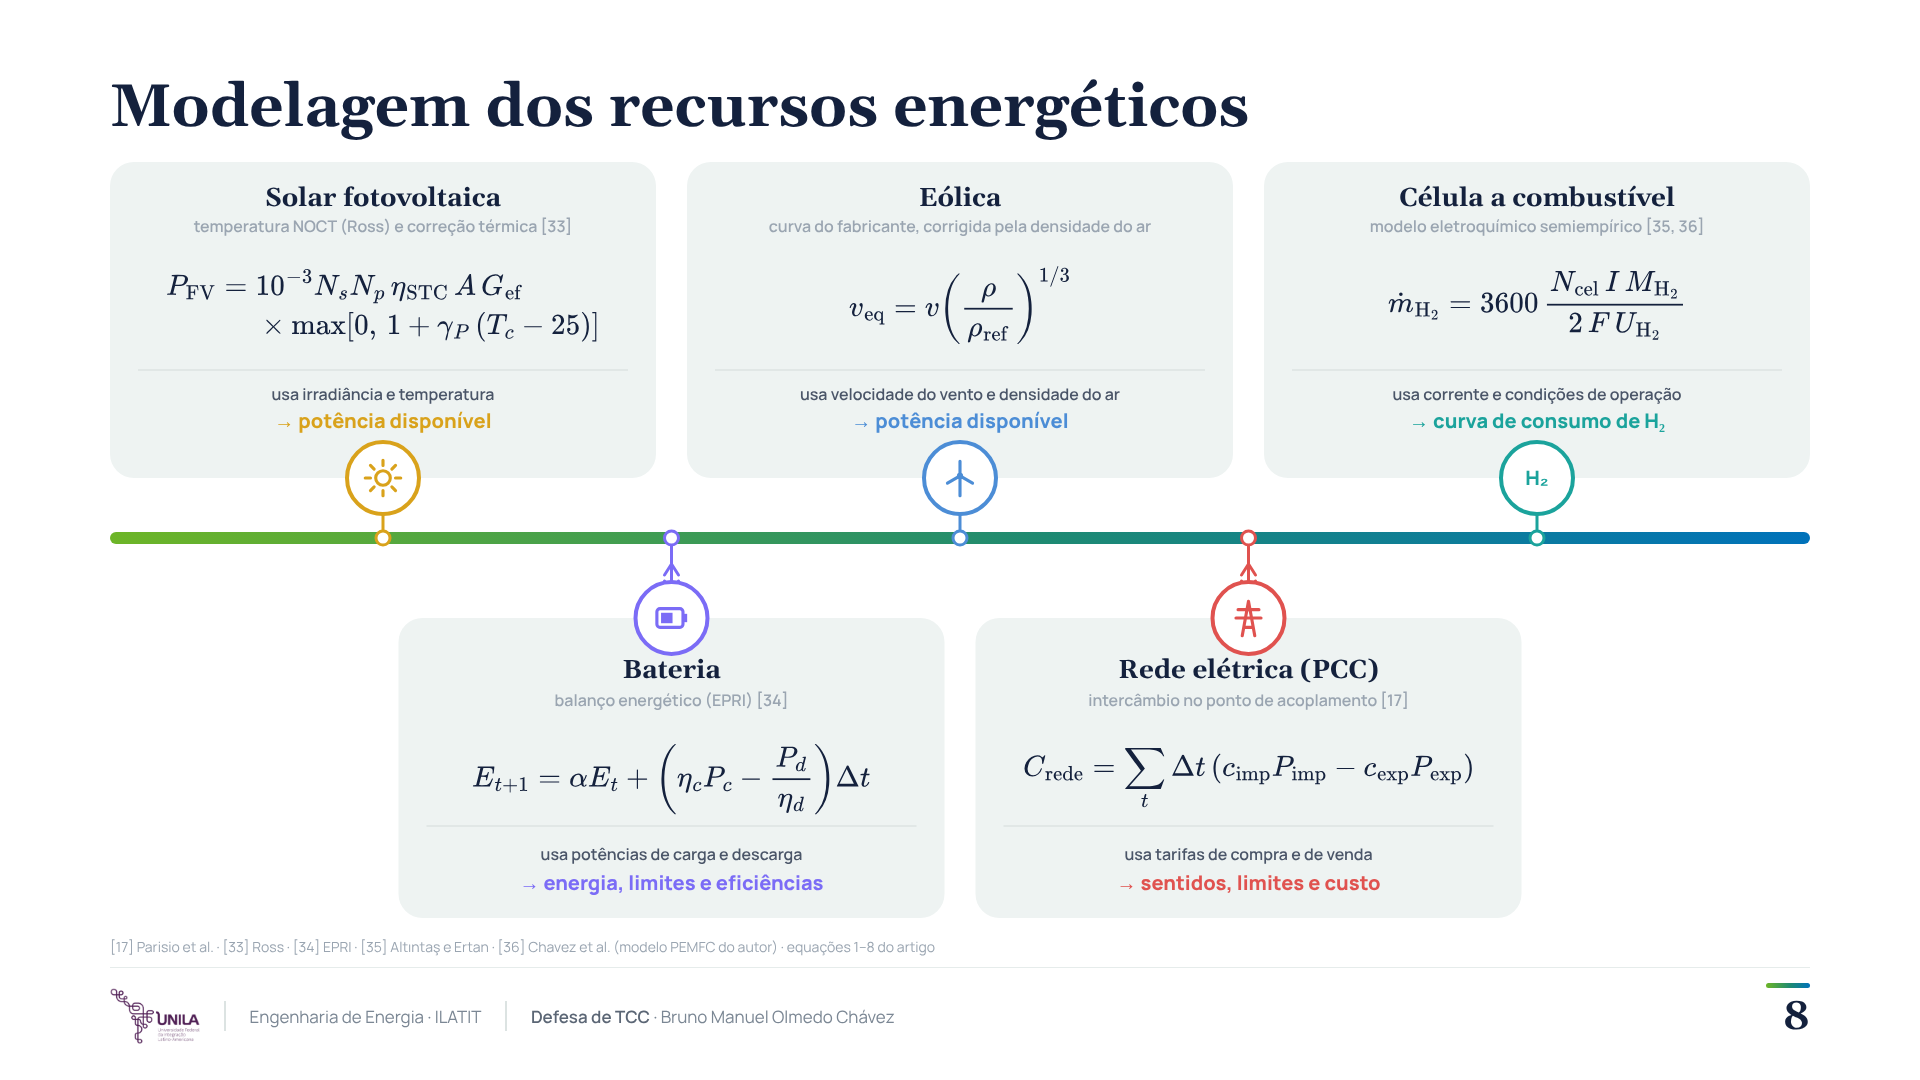 Modelagem dos recursos energéticos
Solar fotovoltaica
temperatura NOCT (Ross) e correção térmica [33]
P_FV = 10^{−3} N_s N_p η_STC A G_ef
× max[0, 1 + γ_P (T_c − 25)]
usa irradiância e temperatura
→ potência disponível
Eólica
curva do fabricante, corrigida pela densidade do ar
v_eq = v(ρ/ρ_ref)^{1/3}
usa velocidade do vento e densidade do ar
→ potência disponível
Célula a combustível
modelo eletroquímico semiempírico [35, 36]
ṁ_H₂ = 3600 (N_cel I M_H₂)/(2 F U_H₂)
usa corrente e condições de operação
→ curva de consumo de H₂
H₂
Bateria
balanço energético (EPRI) [34]
E_{t+1} = αE_t + (η_c P_c − P_d/η_d)Δt
usa potências de carga e descarga
→ energia, limites e eficiências
Rede elétrica (PCC)
intercâmbio no ponto de acoplamento [17]
C_rede = ∑_t Δt (c_imp P_imp − c_exp P_exp)
usa tarifas de compra e de venda
→ sentidos, limites e custo
[17] Parisio et al. · [33] Ross · [34] EPRI · [35] Altıntaş e Ertan · [36] Chavez et al. (modelo PEMFC do autor) · equações 1–8 do artigo
UNILA
Engenharia de Energia · ILATIT
Defesa de TCC · Bruno Manuel Olmedo Chávez
8